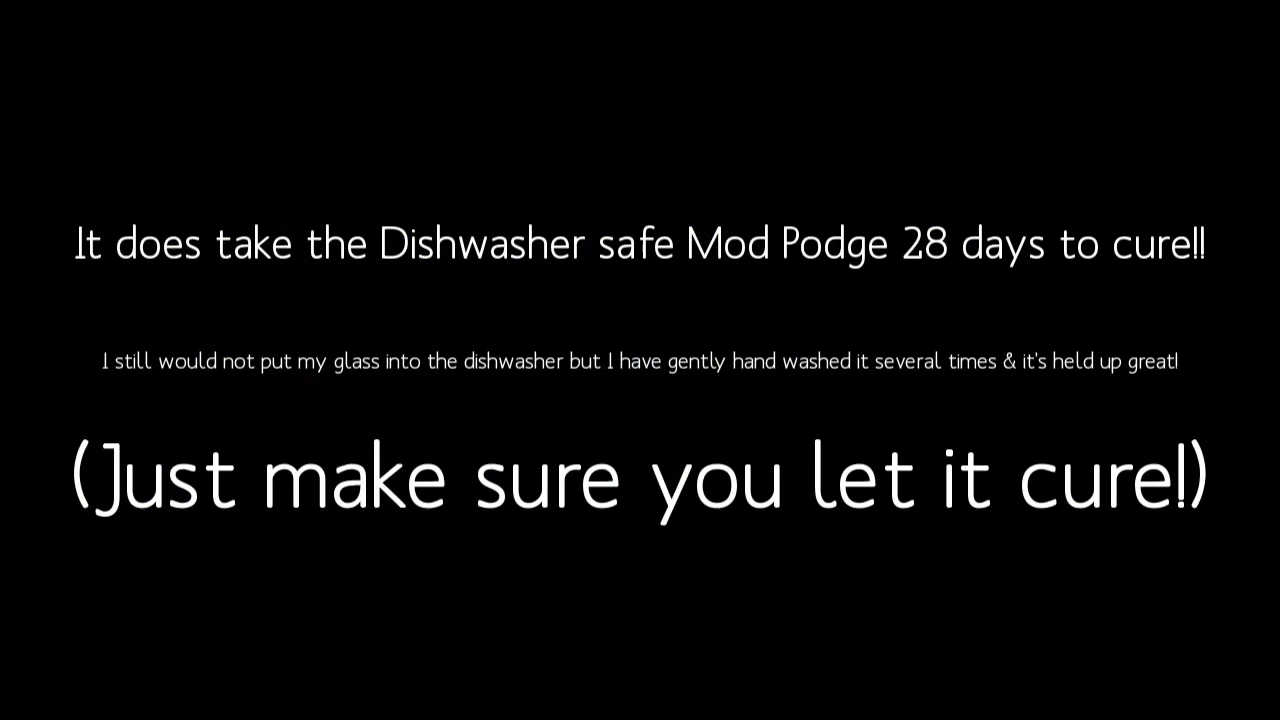 It does take the Dishwasher safe Mod Podge 28 days to cure!!
I still would not put my glass into the dishwasher but I have gently hand washed it several times & it's held up great!
(Just make sure you let it cure!)